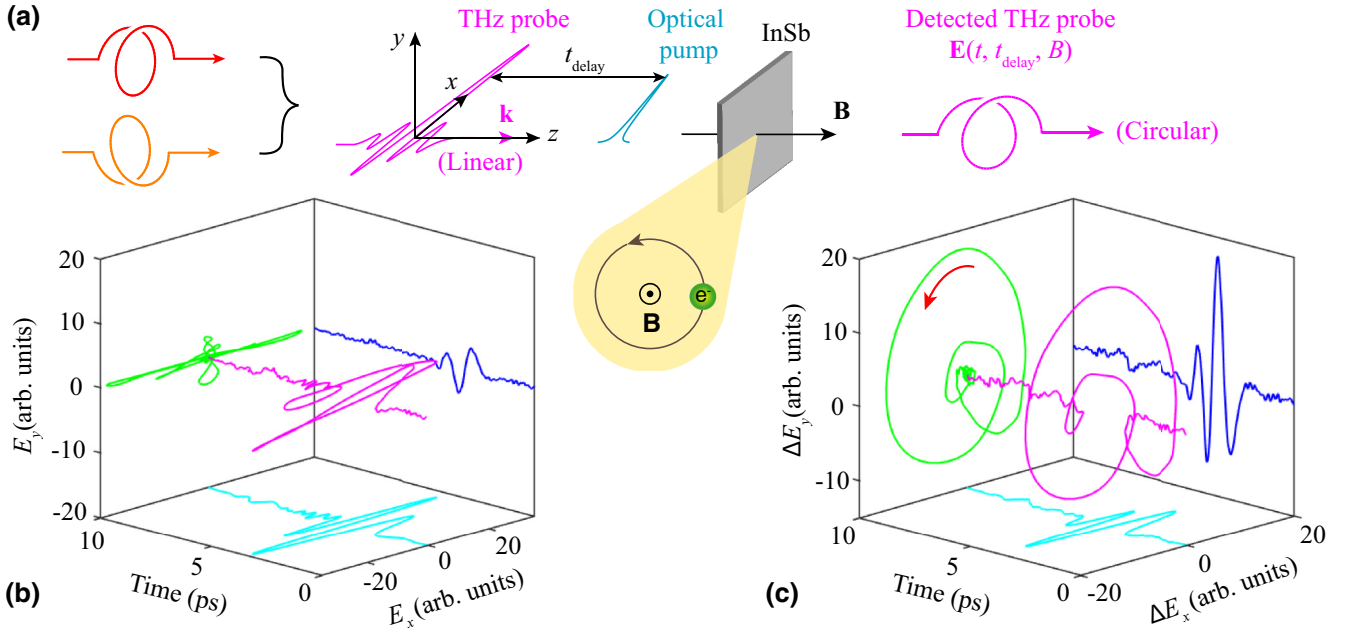 (a)
THz probe
y
x
k
z
(Linear)
t_delay
Optical
pump
InSb
B
Detected THz probe
E(t, t_delay, B)
(Circular)
e-
B
20
10
0
-10
-20
E_y (arb. units)
10
5
0
Time (ps)
-20
0
20
E_x (arb. units)
(b)
20
10
0
-10
ΔE_y (arb. units)
10
5
0
Time (ps)
-20
0
20
ΔE_x (arb. units)
(c)